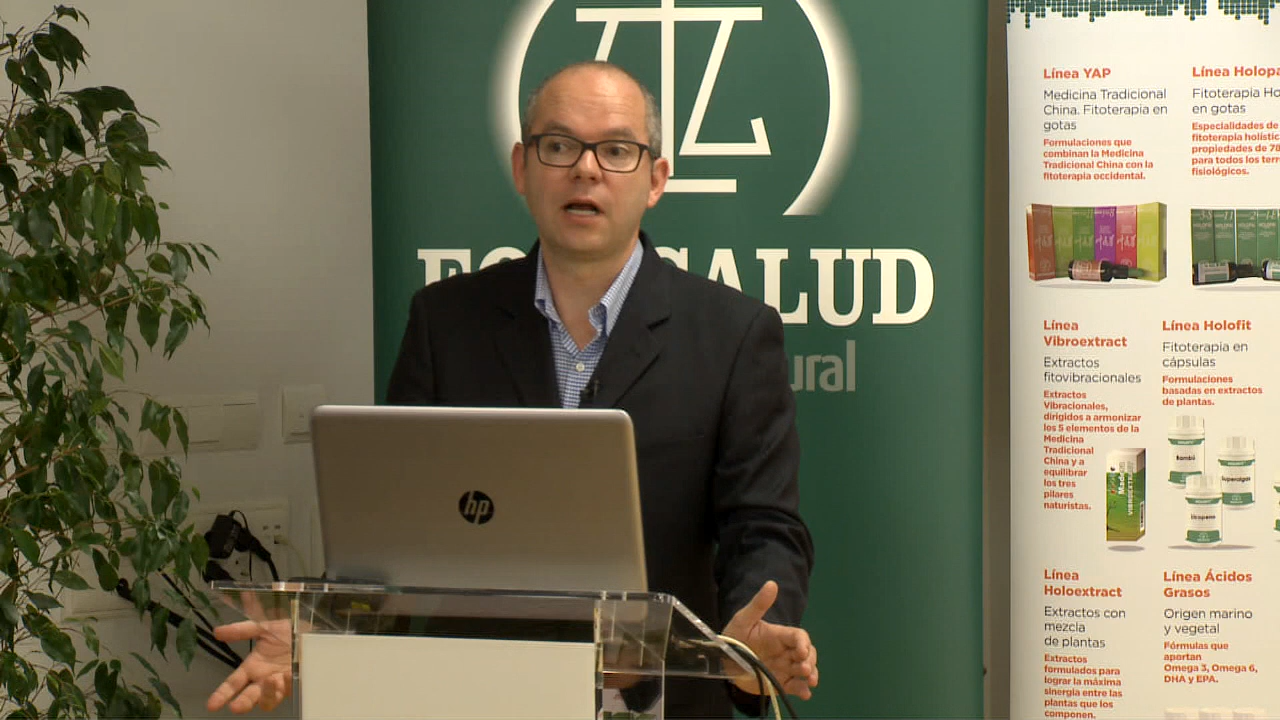 SALUD
ural
hp
Línea YAP
Medicina Tradicional
China. Fitoterapia en
gotas
Formulaciones que
combinan la Medicina
Tradicional China con la
fitoterapia occidental.
Línea Holopa
Fitoterapia Ho
en gotas
Especialidades de
fitoterapia holístic
propiedades de 78
para todos los terr
fisiológicos.
Línea
Vibroextract
Extractos
fitovibracionales
Extractos
Vibracionales,
dirigidos a armonizar
los 5 elementos de la
Medicina
Tradicional
China y a
equilibrar
los tres
pilares
naturistas.
VIBROEXTRACT
Línea Holofit
Fitoterapia en
cápsulas
Formulaciones
basadas en extractos
de plantas.
Bambú
Superalgas
Línea
Holoextract
Extractos con
mezcla
de plantas
Extractos
formulados para
lograr la máxima
sinergia entre las
plantas que los
componen.
Línea Ácidos
Grasos
Origen marino
y vegetal
Fórmulas que
aportan
Omega 3, Omega 6,
DHA y EPA.